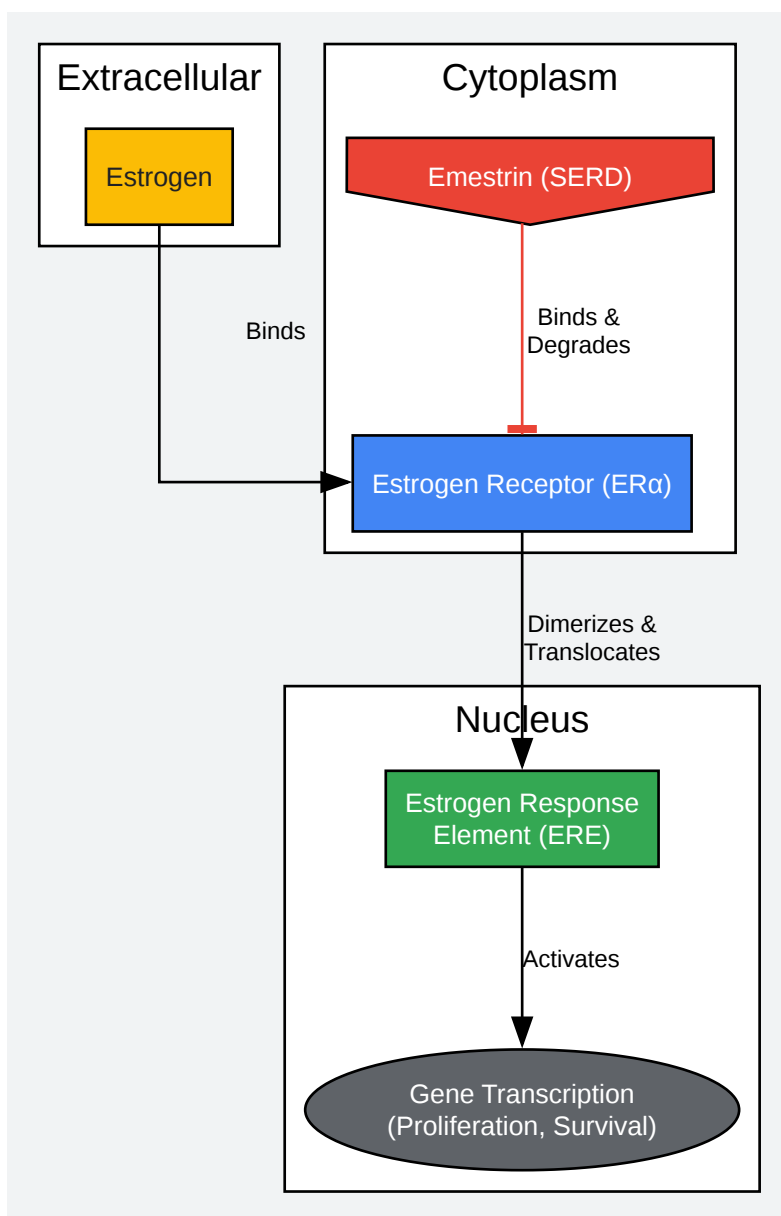 Extracellular
Estrogen
Cytoplasm
Emestrin (SERD)
Binds
Binds &
Degrades
Estrogen Receptor (ERα)
Dimerizes &
Translocates
Nucleus
Estrogen Response
Element (ERE)
Activates
Gene Transcription
(Proliferation, Survival)